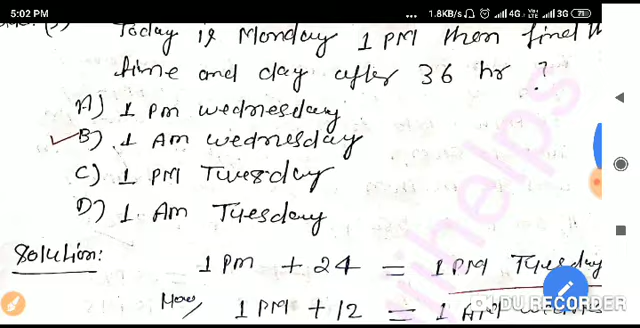 5:02 PM ... 1.8KB/s 4G 3G 71
Today is Monday 1 PM then find
time and day after 36 hr ?
A) 1 pm wednesday
B) 1 AM wednesday
C) 1 PM Tuesday
D) 1 Am Tuesday
Solution:
1 PM + 24 = 1 PM Tuesday
Now, 1 PM + 12 = 1 AM
DU RECORDER